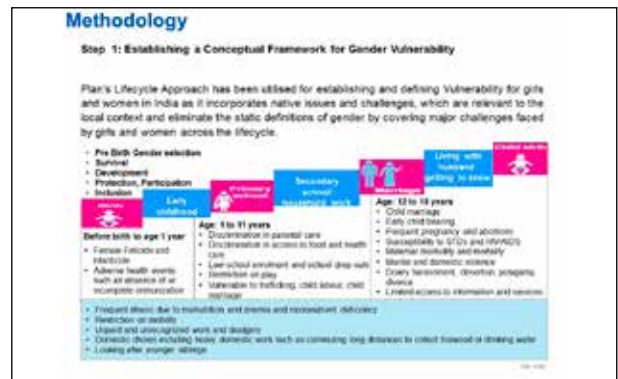 Methodology
Step 1: Establishing a Conceptual Framework for Gender Vulnerability
Plan's Lifecycle Approach has been utilised for establishing and defining Vulnerability for girls
and women in India as it incorporates native issues and challenges, which are relevant to the
local context and eliminate the static definitions of gender by covering major challenges faced
by girls and women across the lifecycle.
• Pre Birth Gender selection
• Survival
• Development
• Protection, Participation
• Inclusion
Early
childhood
Primary
school
Secondary
school
household work
Marriage
Living with
husband
getting to know
Before birth to age 1 year
• Female Feticide and
infanticide
• Adverse health events
such as absence of or
incomplete immunization
Age: 1 to 11 years
• Discrimination in parental care
• Discrimination in access to food and health
care
• Low school enrolment and school drop outs
• Restriction on play
• Vulnerable to trafficking, child labour, child
marriage
Age: 12 to 18 years
• Child marriage
• Early child bearing
• Frequent pregnancy and abortions
• Susceptibility to STDs and HIV/AIDS
• Maternal morbidity and mortality
• Marital and domestic violence
• Dowry harassment, desertion, polygamy,
divorce
• Limited access to information and services
• Frequent illness due to malnutrition and anemia and micronutrient deficiency
• Restriction on mobility
• Unpaid and unrecognized work and drudgery
• Domestic chores including heavy domestic work such as commuting long distances to collect firewood or drinking water
• Looking after younger siblings